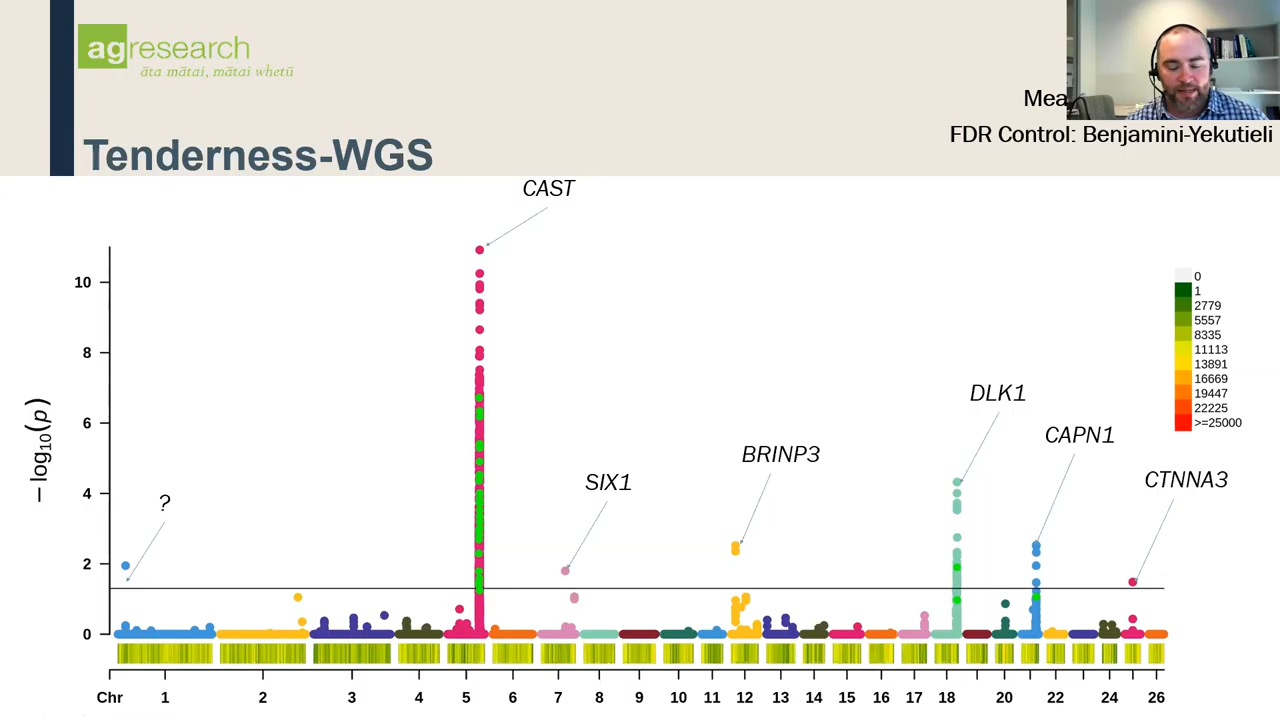 agresearch
āta mātai, mātai whetū
Mea
FDR Control: Benjamini-Yekutieli
Tenderness-WGS
CAST
DLK1
CAPN1
BRINP3
SIX1
CTNNA3
?
− log10(p)
10
8
6
4
2
0
0
1
2779
5557
8335
11113
13891
16669
19447
22225
>=25000
Chr 1 2 3 4 5 6 7 8 9 10 11 12 13 14 15 16 17 18 20 22 24 26